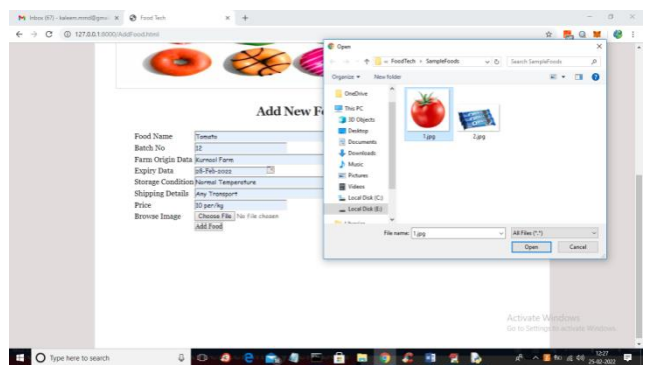 Inbox (67) - kaleem.mmd@gmai
Food Tech
127.0.0.1:8000/AddFood.html
Add New F
Food Name Tomato
Batch No 12
Farm Origin Data Kurnool Farm
Expiry Data 28-Feb-2022
Storage Condition Normal Temperature
Shipping Details Any Transport
Price 30 per/kg
Browse Image Choose File No file chosen
Add Food
Open
FoodTech › SampleFoods
Search SampleFoods
Organize New folder
OneDrive
This PC
3D Objects
Desktop
Documents
Downloads
Music
Pictures
Videos
Local Disk (C:)
Local Disk (E:)
1.jpg
2.jpg
File name: 1.jpg
All Files (*.*)
Open Cancel
Activate Windows
Go to Settings to activate Windows.
Type here to search
12:27
25-02-2022